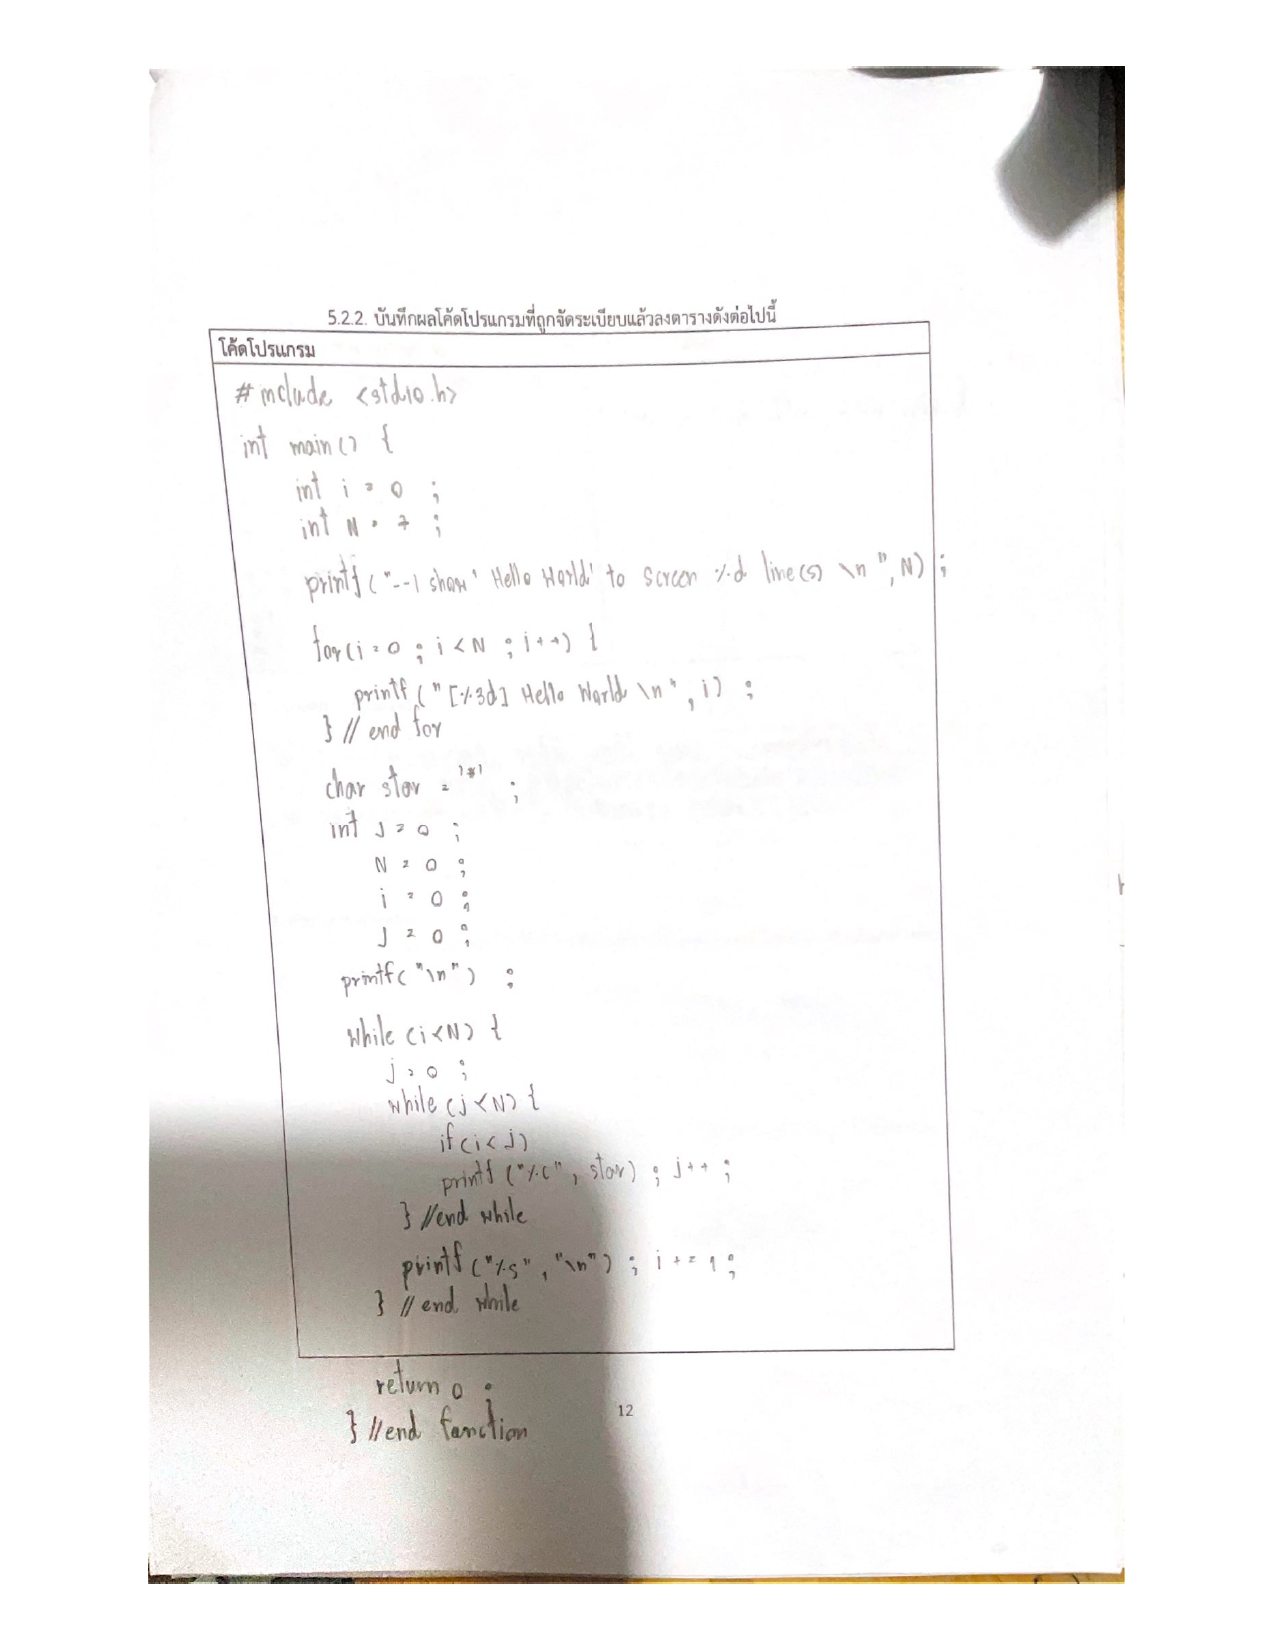 5.2.2. บันทึกผลโค้ดโปรแกรมที่ถูกจัดระเบียบแล้วลงตารางดังต่อไปนี้
โค้ดโปรแกรม
#include <stdio.h>
int main() {
int i = 0 ;
int N = 7 ;
printf("--| show 'Hello World' to screen %d line(s) \n", N) ;
for(i = 0 ; i < N ; i++) {
printf("[%3d] Hello World \n", i) ;
} // end for
char star = '*' ;
int J = 0 ;
N = 0 ;
i = 0 ;
J = 0 ;
printf("\n") ;
while (i<N) {
j = 0 ;
while (j<N) {
if(i<j)
printf("%c", star) ; j++ ;
} //end while
printf("%s", "\n") ; i += 1 ;
} // end while
return 0 ;
12
} //end function